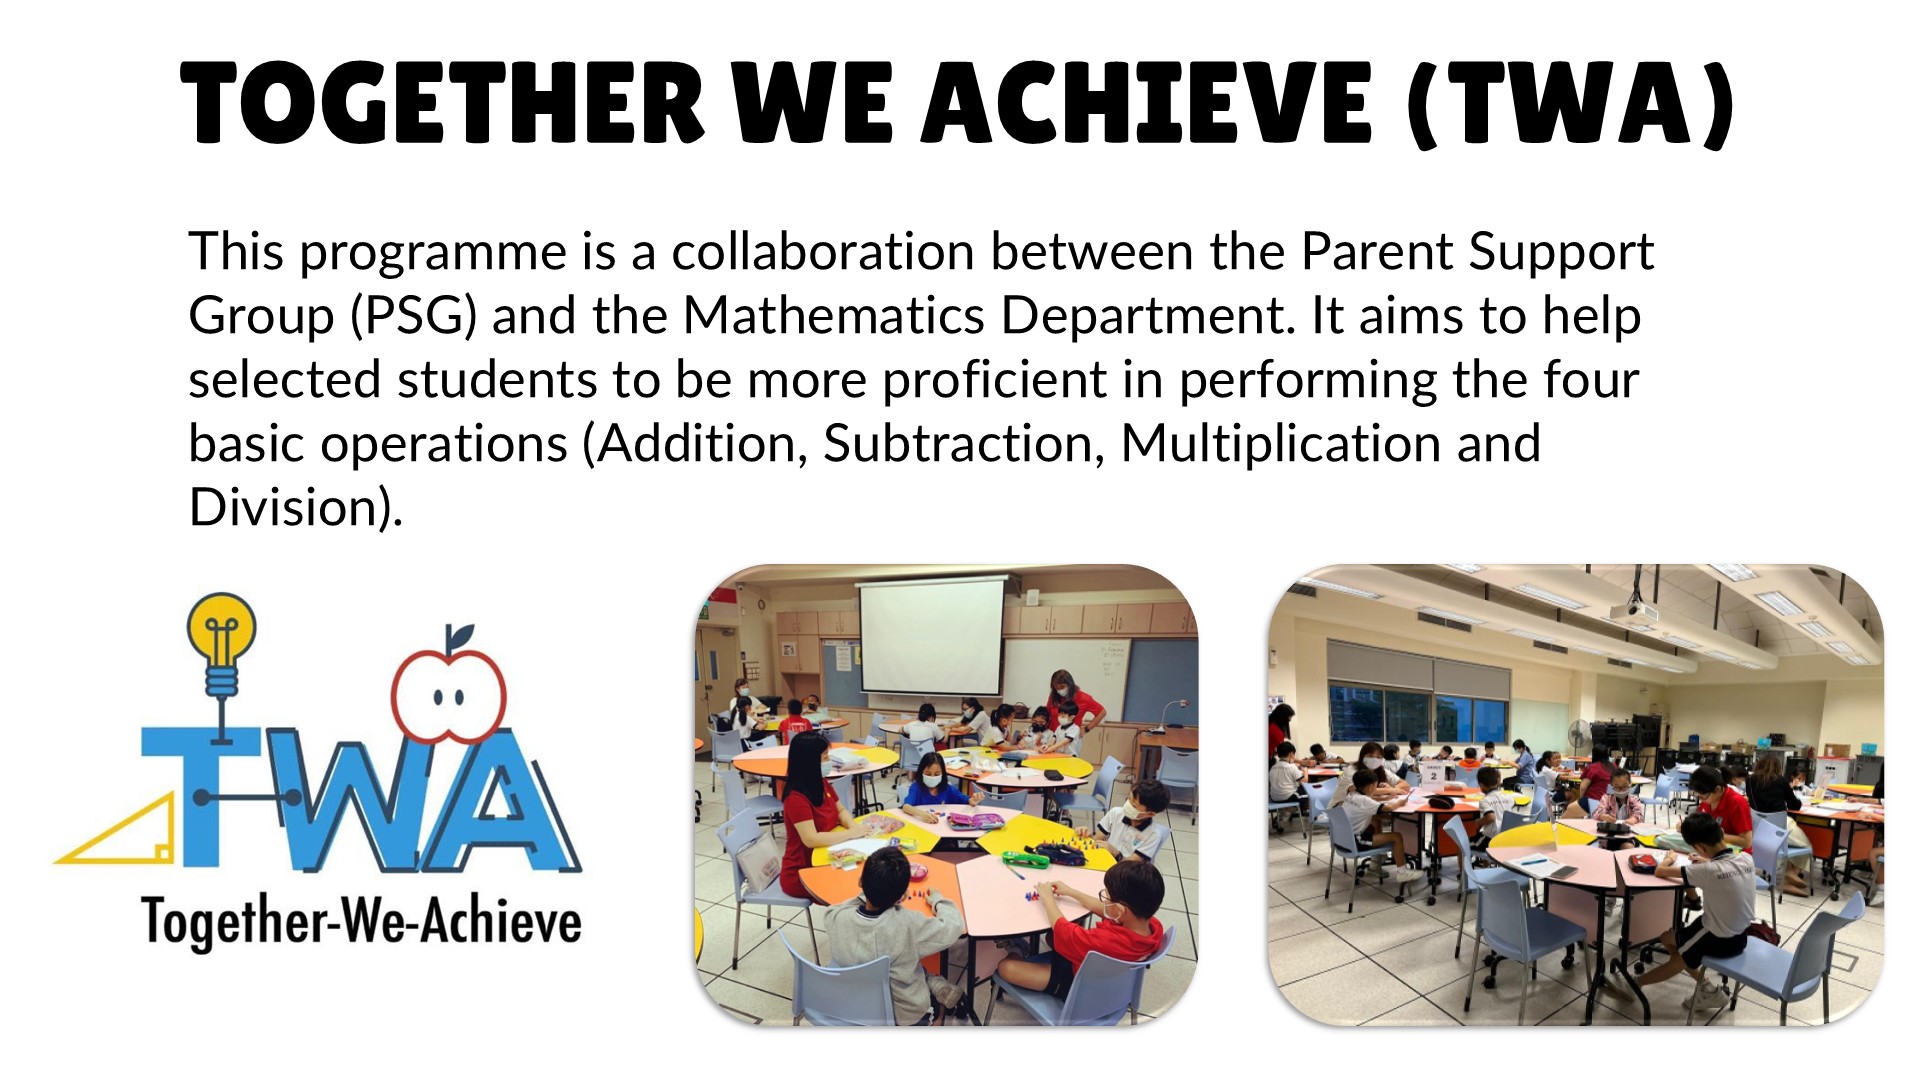 TOGETHER WE ACHIEVE (TWA)
This programme is a collaboration between the Parent Support
Group (PSG) and the Mathematics Department. It aims to help
selected students to be more proficient in performing the four
basic operations (Addition, Subtraction, Multiplication and
Division).
TWA
Together-We-Achieve
2